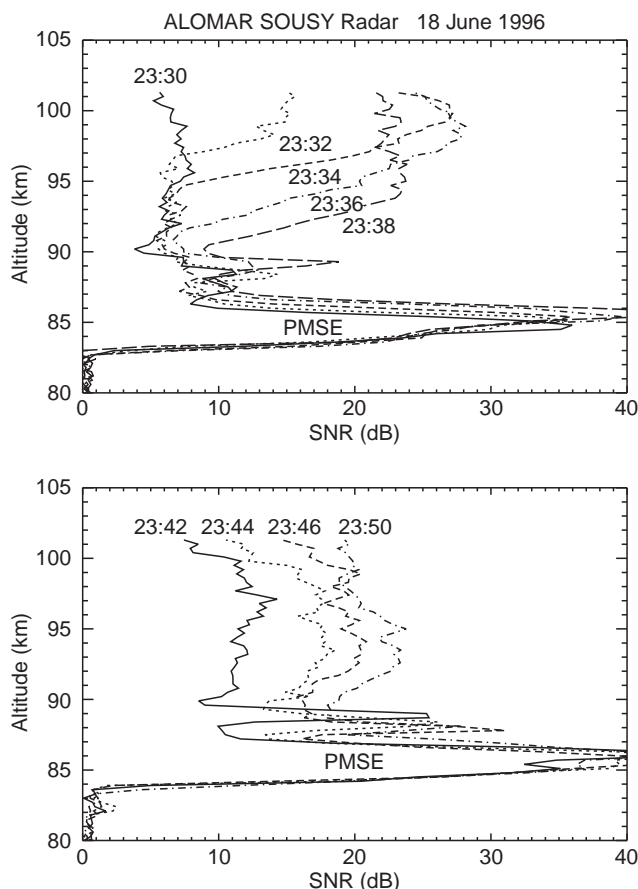 ALOMAR SOUSY Radar 18 June 1996
105
100
95
90
85
80
Altitude (km)
23:30
23:32
23:34
23:36
23:38
PMSE
0 10 20 30 40
SNR (dB)
105
100
95
90
85
80
Altitude (km)
23:42 23:44 23:46 23:50
PMSE
0 10 20 30 40
SNR (dB)